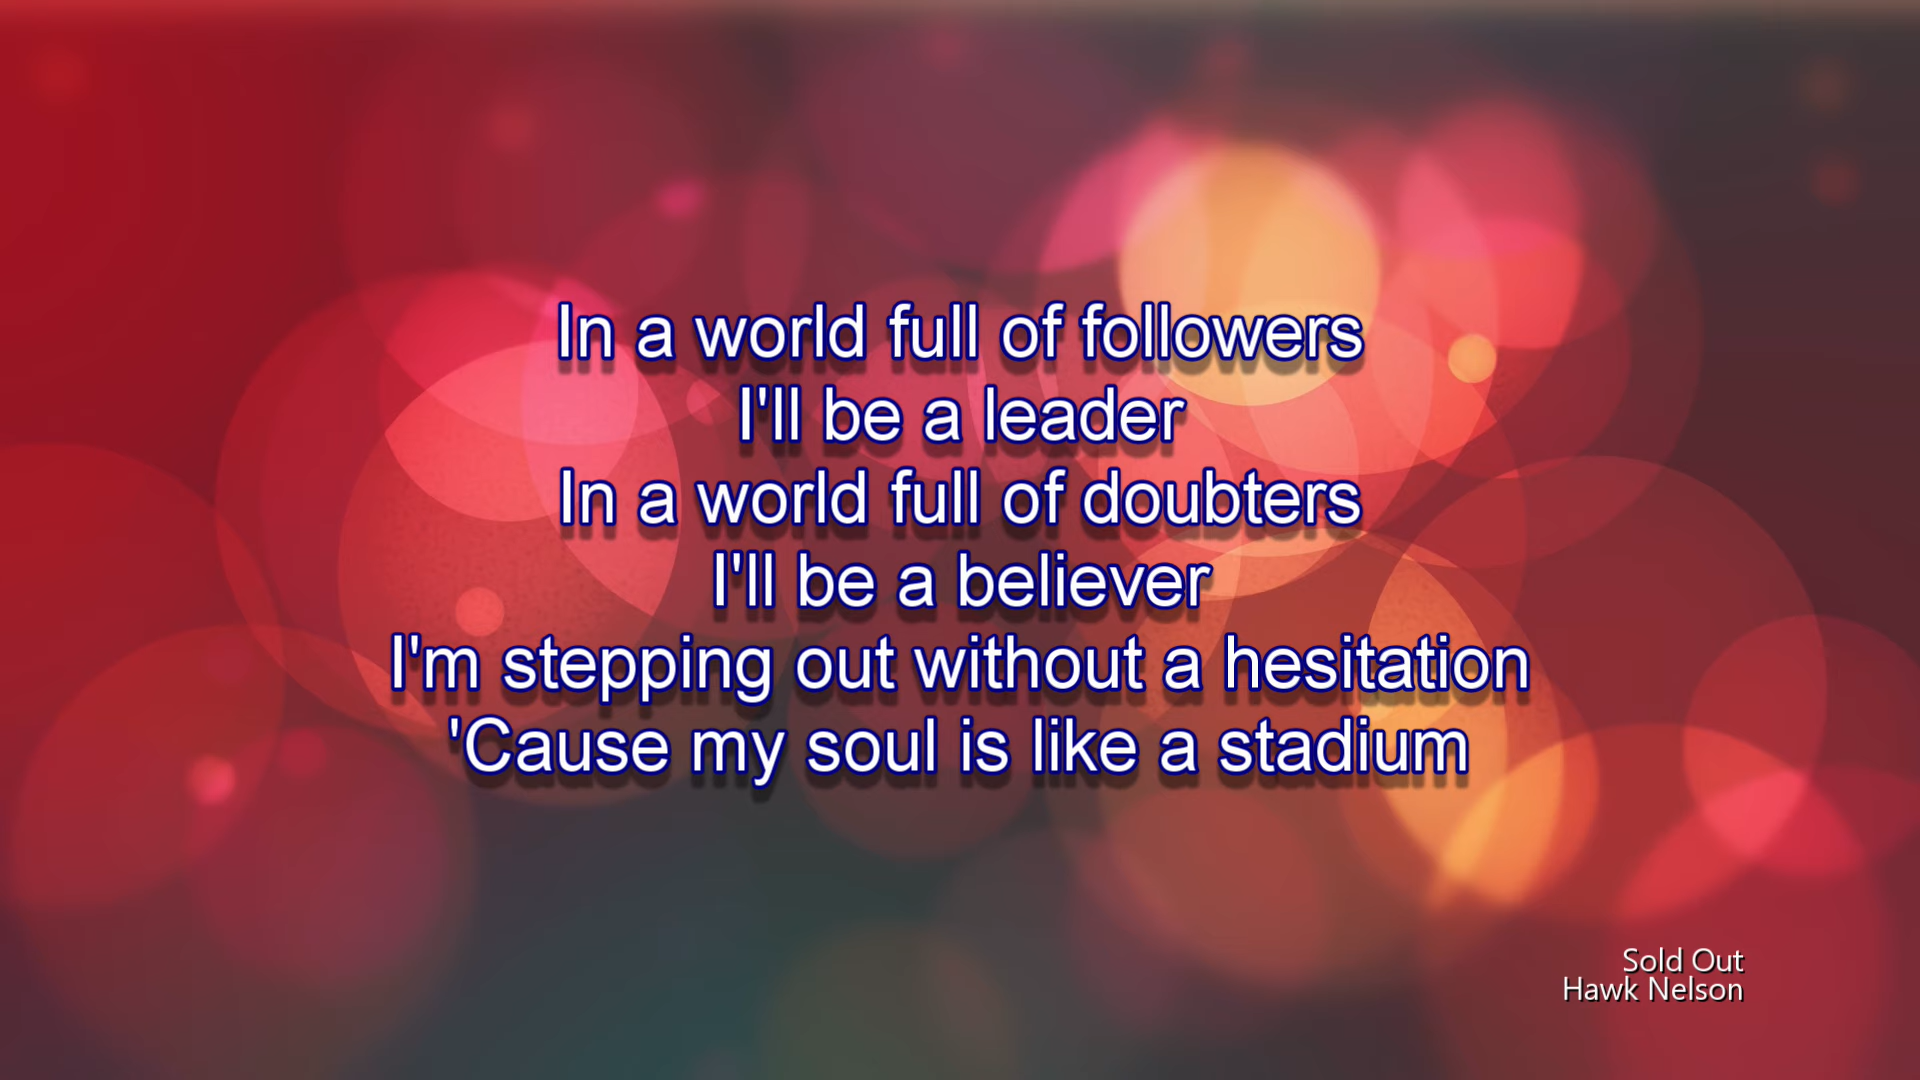 In a world full of followers
I'll be a leader
In a world full of doubters
I'll be a believer
I'm stepping out without a hesitation
'Cause my soul is like a stadium
Sold Out
Hawk Nelson